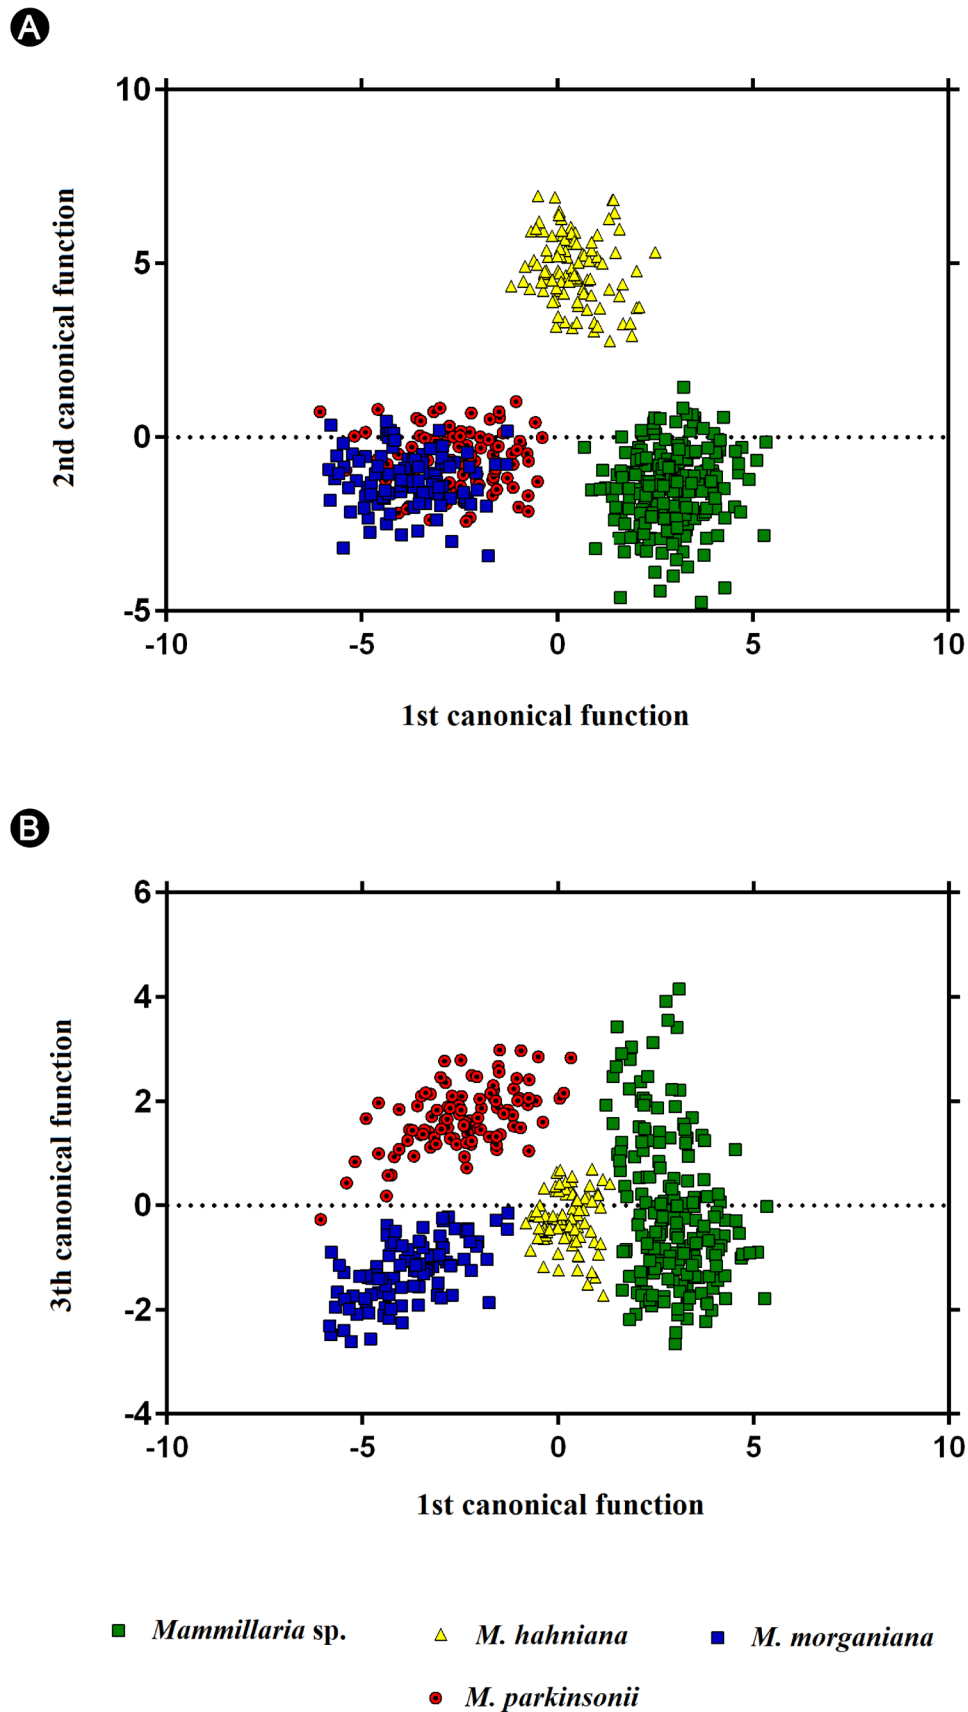 A
10
5
0
-5
2nd canonical function
-10 -5 0 5 10
1st canonical function
B
6
4
2
0
-2
-4
3th canonical function
-10 -5 0 5 10
1st canonical function
Mammillaria sp. M. hahniana M. morganiana
M. parkinsonii